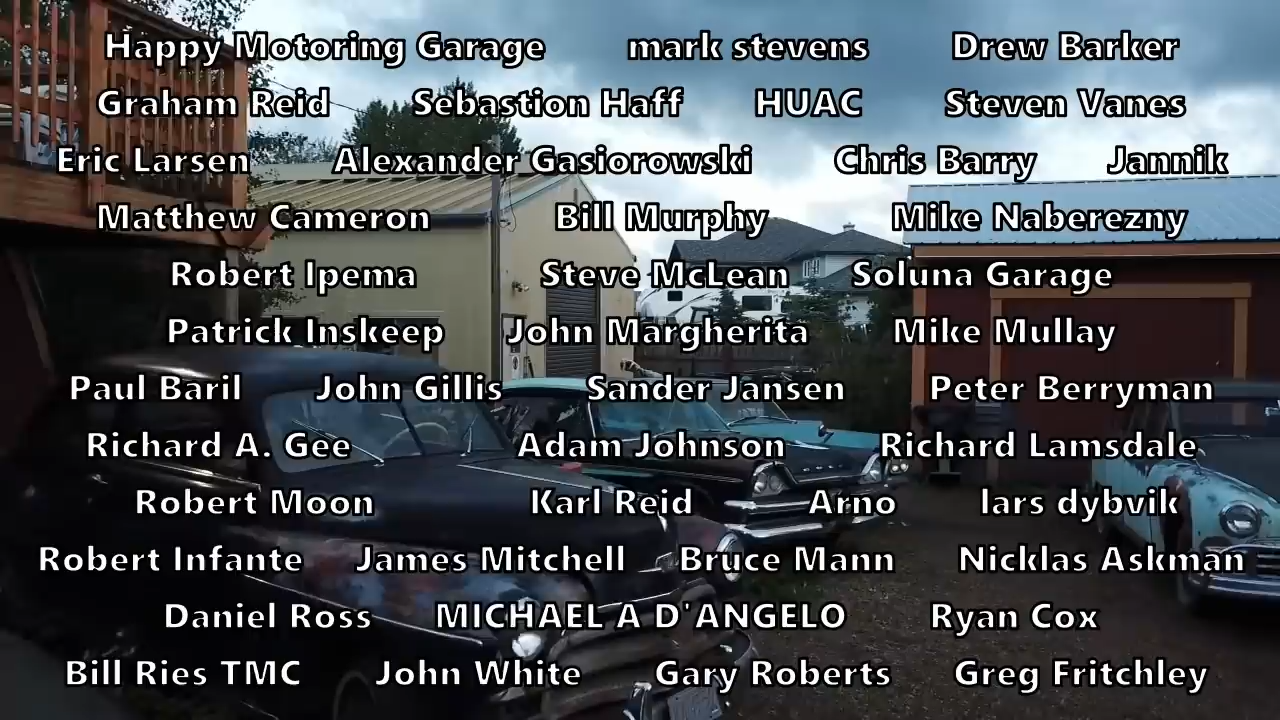 Happy Motoring Garage mark stevens Drew Barker
Graham Reid Sebastion Haff HUAC Steven Vanes
Eric Larsen Alexander Gasiorowski Chris Barry Jannik
Matthew Cameron Bill Murphy Mike Naberezny
Robert Ipema Steve McLean Soluna Garage
Patrick Inskeep John Margherita Mike Mullay
Paul Baril John Gillis Sander Jansen Peter Berryman
Richard A. Gee Adam Johnson Richard Lamsdale
Robert Moon Karl Reid Arno lars dybvik
Robert Infante James Mitchell Bruce Mann Nicklas Askman
Daniel Ross MICHAEL A D'ANGELO Ryan Cox
Bill Ries TMC John White Gary Roberts Greg Fritchley